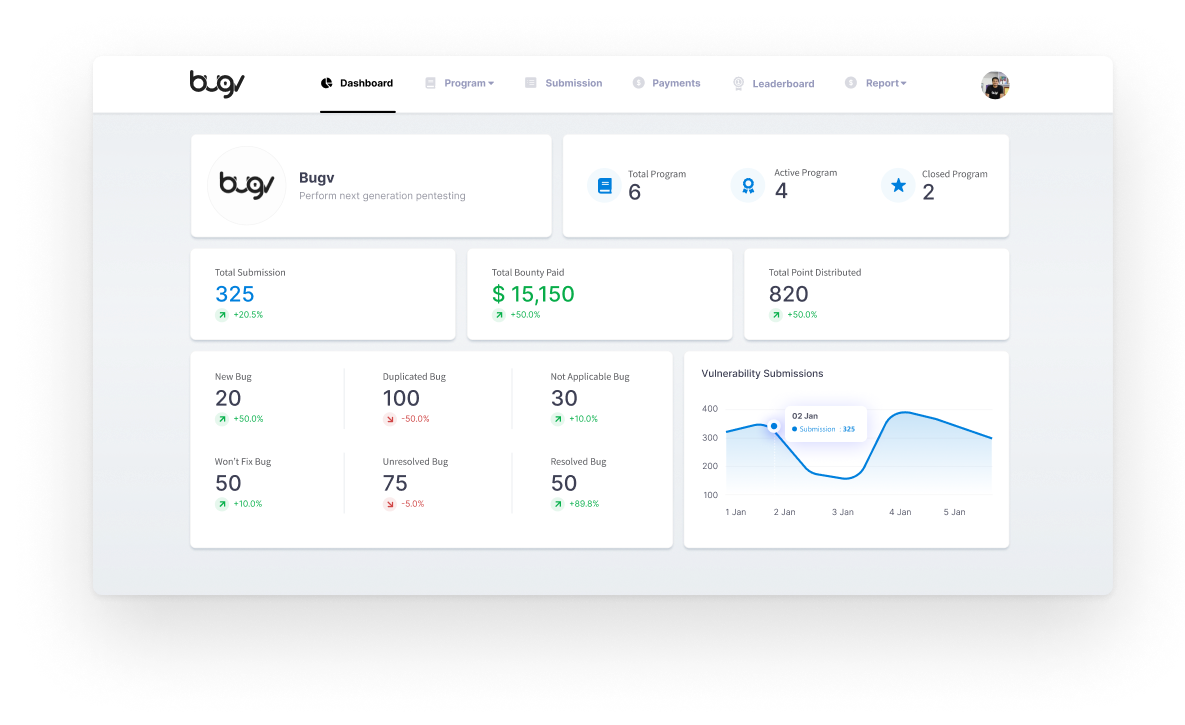 bugv
Dashboard
Program
Submission
Payments
Leaderboard
Report
bugv
Bugv
Perform next generation pentesting
Total Program
6
Active Program
4
Closed Program
2
Total Submission
325
+20.5%
Total Bounty Paid
$ 15,150
+50.0%
Total Point Distributed
820
+50.0%
New Bug
20
+50.0%
Duplicated Bug
100
-50.0%
Not Applicable Bug
30
+10.0%
Won't Fix Bug
50
+10.0%
Unresolved Bug
75
-5.0%
Resolved Bug
50
+89.8%
Vulnerability Submissions
400
300
200
100
02 Jan
Submission : 325
1 Jan
2 Jan
3 Jan
4 Jan
5 Jan